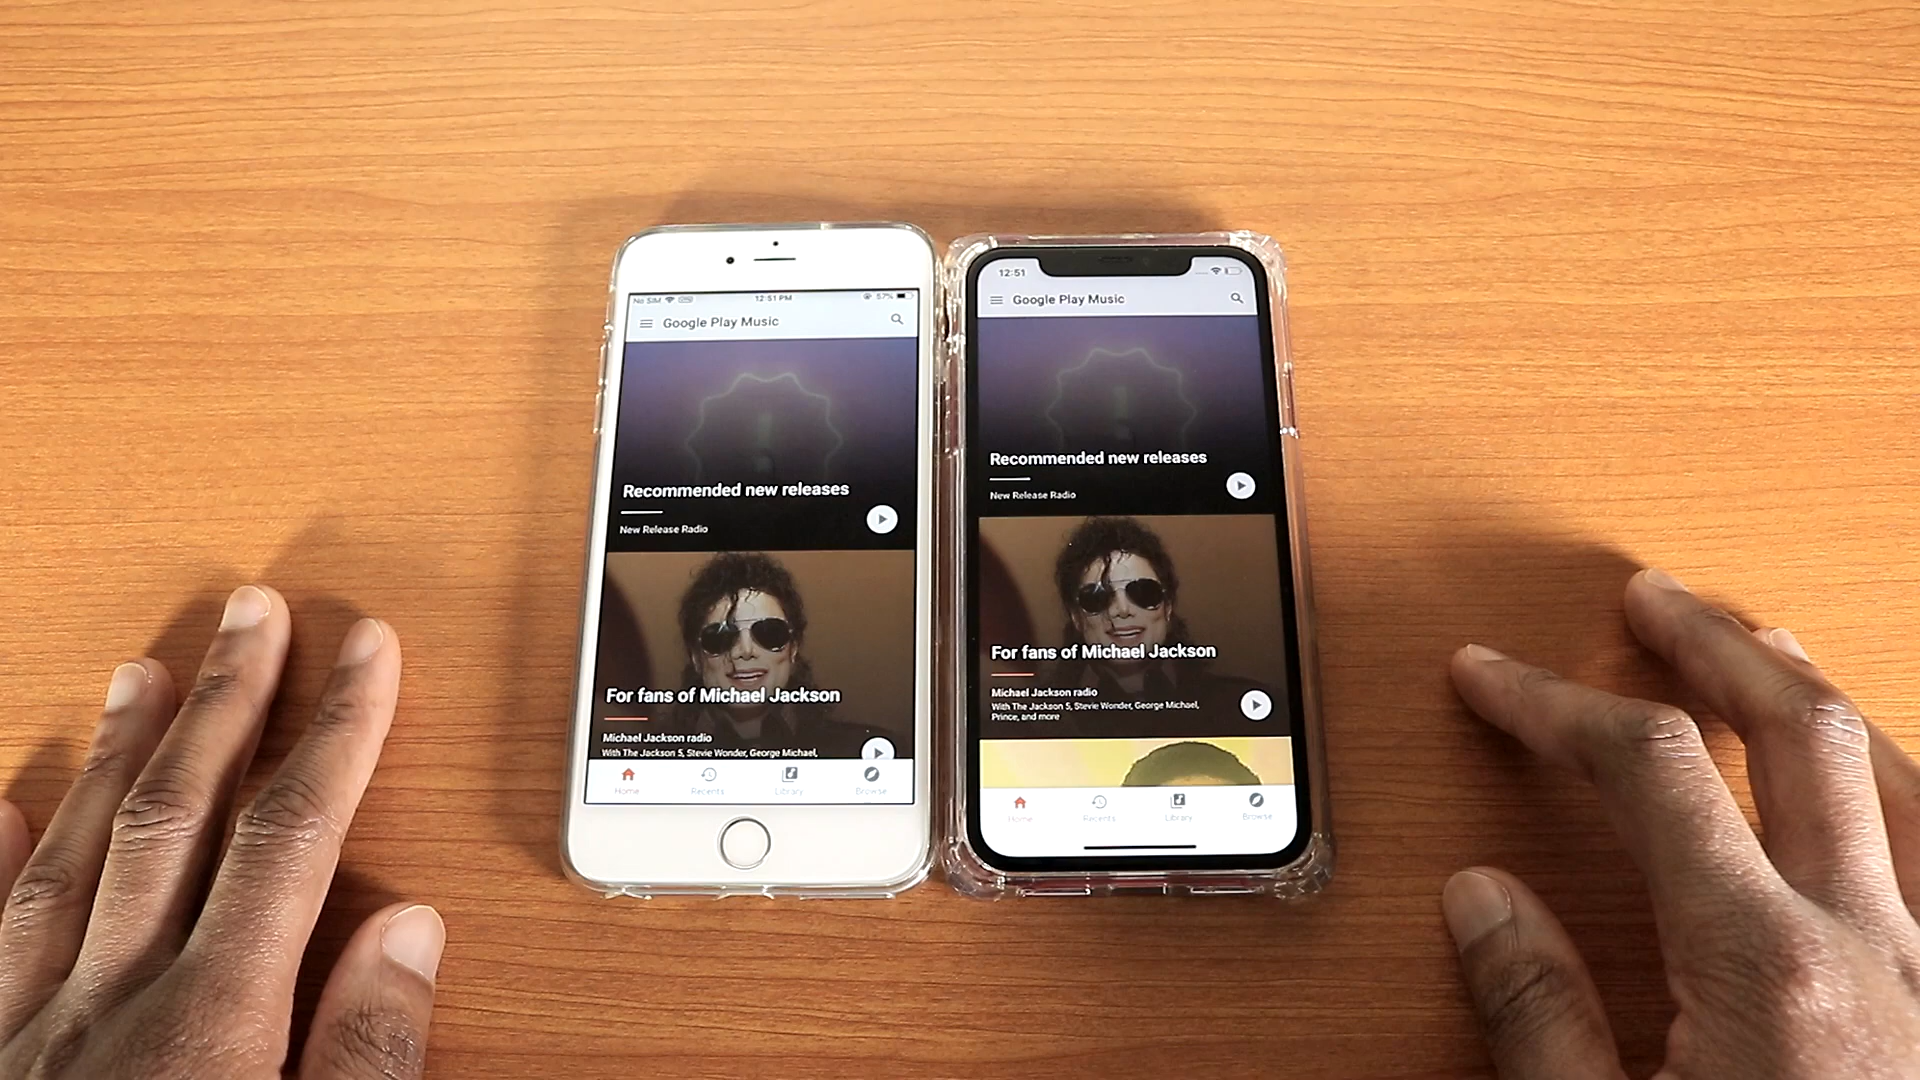 No SIM
12:51 PM
57%
Google Play Music
Recommended new releases
New Release Radio
For fans of Michael Jackson
Michael Jackson radio
With The Jackson 5, Stevie Wonder, George Michael,
Home
Recents
Library
Browse
12:51
Google Play Music
Recommended new releases
New Release Radio
For fans of Michael Jackson
Michael Jackson radio
With The Jackson 5, Stevie Wonder, George Michael,
Prince, and more
Home
Recents
Library
Browse